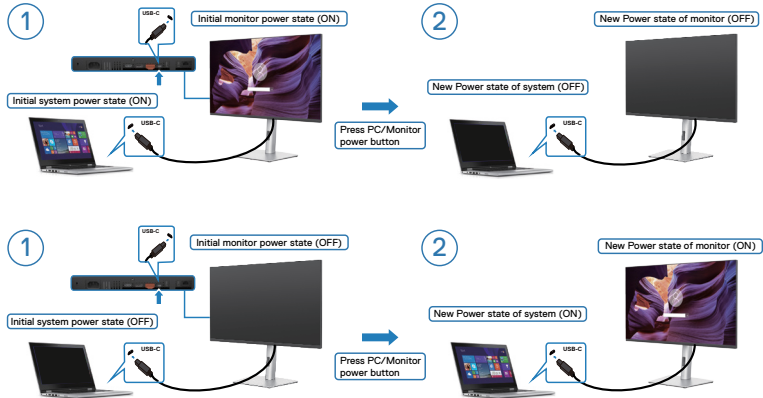 1
USB-C
Initial monitor power state (ON)
Initial system power state (ON)
USB-C
Press PC/Monitor
power button
2
New Power state of monitor (OFF)
New Power state of system (OFF)
USB-C
1
USB-C
Initial monitor power state (OFF)
Initial system power state (OFF)
USB-C
Press PC/Monitor
power button
2
New Power state of monitor (ON)
New Power state of system (ON)
USB-C